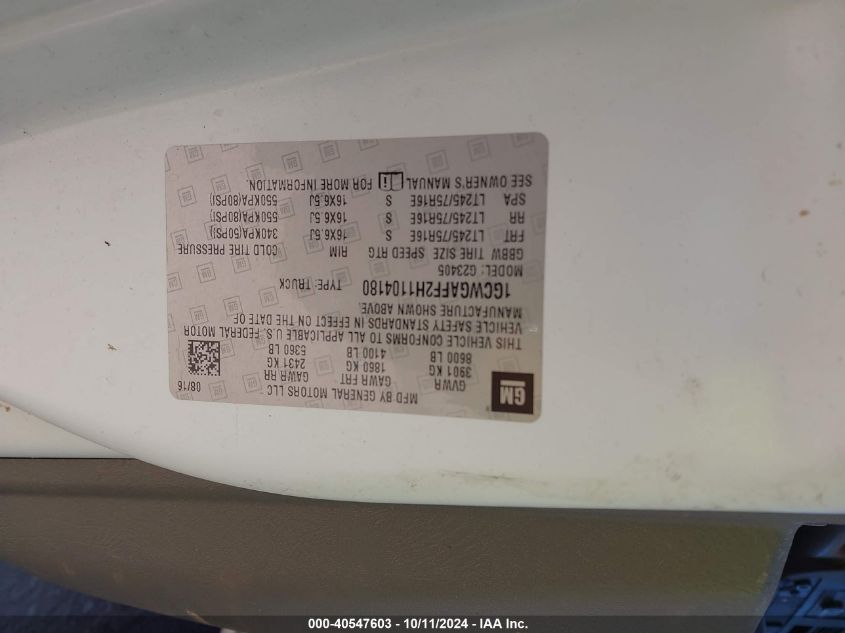 GM
MFD BY GENERAL MOTORS LLC 08/16
GVWR GAWR FRT GAWR RR
3901 KG 1860 KG 2431 KG
8600 LB 4100 LB 5360 LB
THIS VEHICLE CONFORMS TO ALL APPLICABLE U.S. FEDERAL MOTOR
VEHICLE SAFETY STANDARDS IN EFFECT ON THE DATE OF
MANUFACTURE SHOWN ABOVE.
1GCWGAFF2H1104180 TYPE: TRUCK
MODEL: G23405
GBBW TIRE SIZE SPEED RTG RIM COLD TIRE PRESSURE
FRT LT245/75R16E S 16X6.5J 340KPA(50PSI)
RR LT245/75R16E S 16X6.5J 550KPA(80PSI)
SPA LT245/75R16E S 16X6.5J 550KPA(80PSI)
SEE OWNER'S MANUAL i FOR MORE INFORMATION.
000-40547603 - 10/11/2024 - IAA Inc.